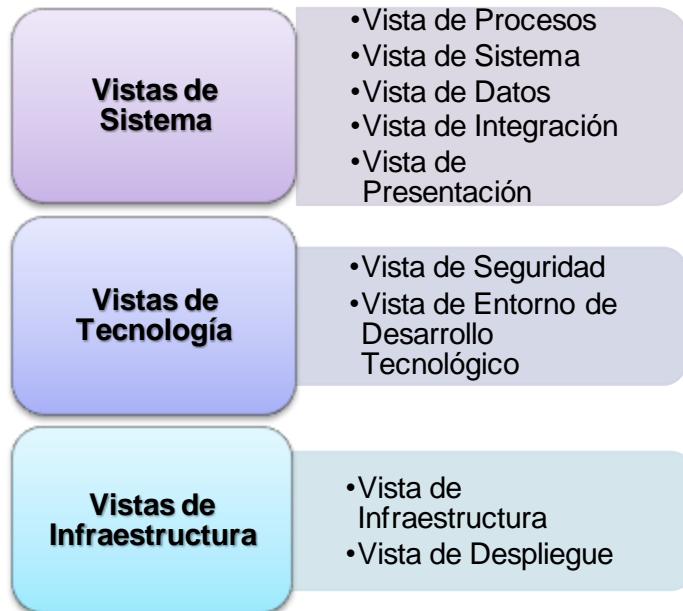 Vistas de
Sistema
•Vista de Procesos
•Vista de Sistema
•Vista de Datos
•Vista de Integración
•Vista de
Presentación
Vistas de
Tecnología
•Vista de Seguridad
•Vista de Entorno de
Desarrollo
Tecnológico
Vistas de
Infraestructura
•Vista de
Infraestructura
•Vista de Despliegue